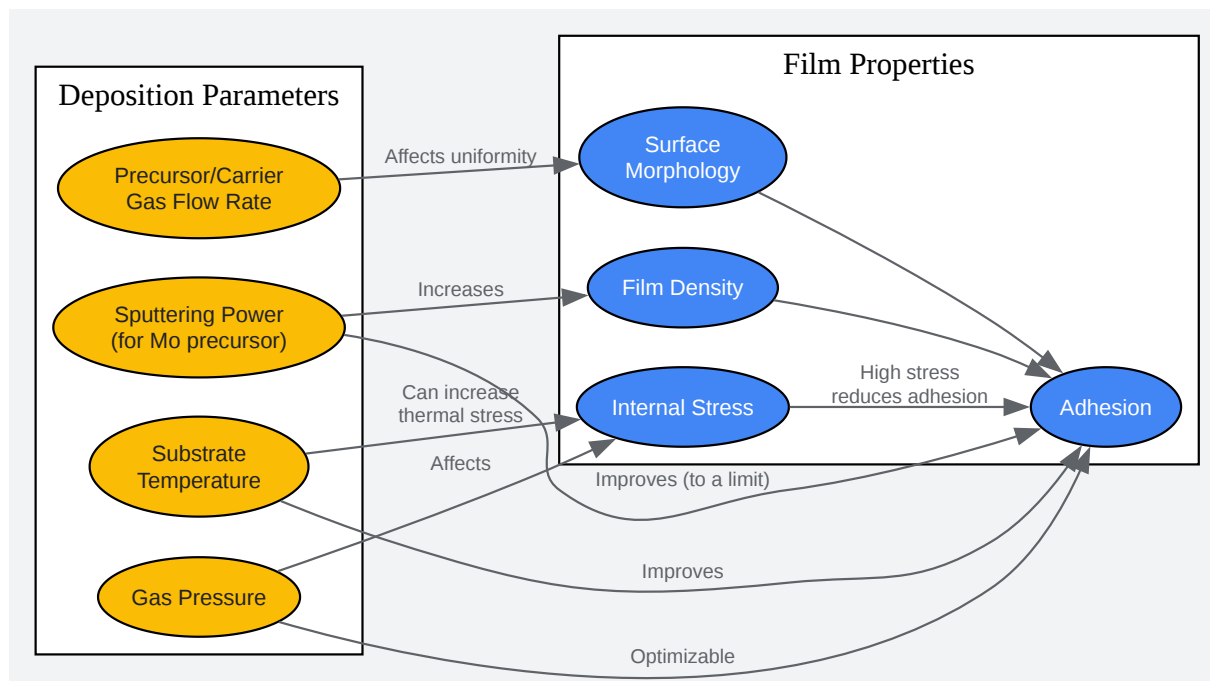 Deposition Parameters
Precursor/Carrier
Gas Flow Rate
Sputtering Power
(for Mo precursor)
Substrate
Temperature
Gas Pressure
Affects uniformity
Increases
Can increase
thermal stress
Affects
Improves (to a limit)
Improves
Optimizable
Film Properties
Surface
Morphology
Film Density
Internal Stress
High stress
reduces adhesion
Adhesion